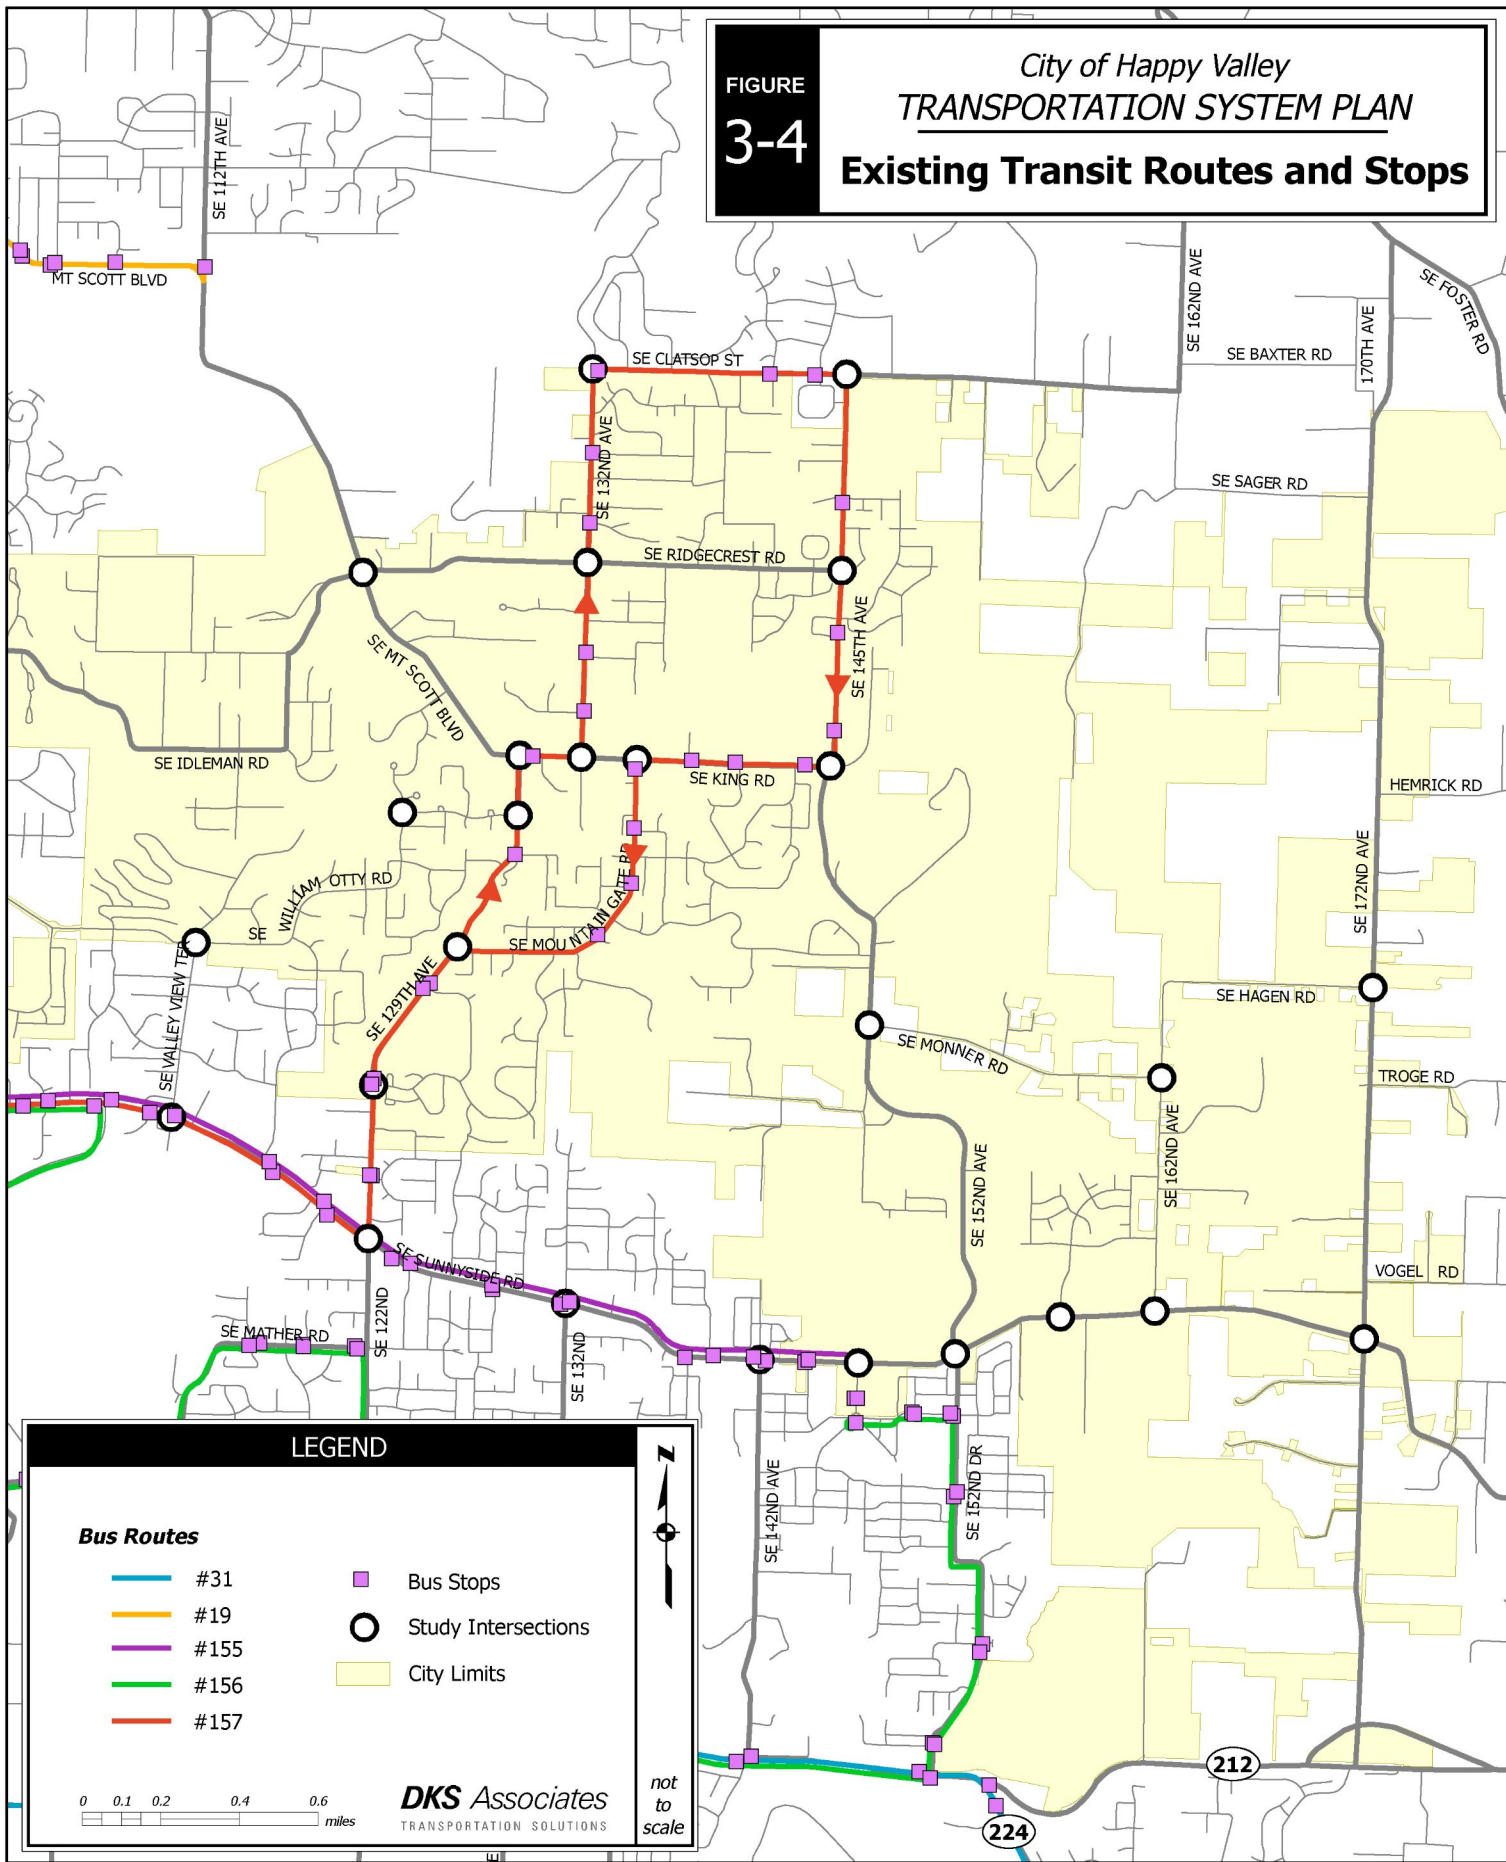 FIGURE
3-4
City of Happy Valley
TRANSPORTATION SYSTEM PLAN
Existing Transit Routes and Stops
SE 112TH AVE
MT SCOTT BLVD
SE 162ND AVE
SE FOSTER RD
170TH AVE
SE BAXTER RD
SE CLATSOP ST
SE 132ND AVE
SE SAGER RD
SE RIDGECREST RD
SE 145TH AVE
SE MT SCOTT BLVD
SE IDLEMAN RD
SE KING RD
HEMRICK RD
SE WILLIAM OTTY RD
SE MOUNTAIN GATE RD
SE 172ND AVE
SE VALLEY VIEW TER
SE 129TH AVE
SE HAGEN RD
SE MONNER RD
TROGE RD
SE 162ND AVE
SE 152ND AVE
SE SUNNYSIDE RD
VOGEL RD
SE MATHER RD
SE 122ND
SE 132ND
SE 142ND AVE
SE 152ND DR
212
224
LEGEND
Bus Routes
#31
#19
#155
#156
#157
Bus Stops
Study Intersections
City Limits
0 0.1 0.2 0.4 0.6
miles
DKS Associates
TRANSPORTATION SOLUTIONS
N
not
to
scale
E